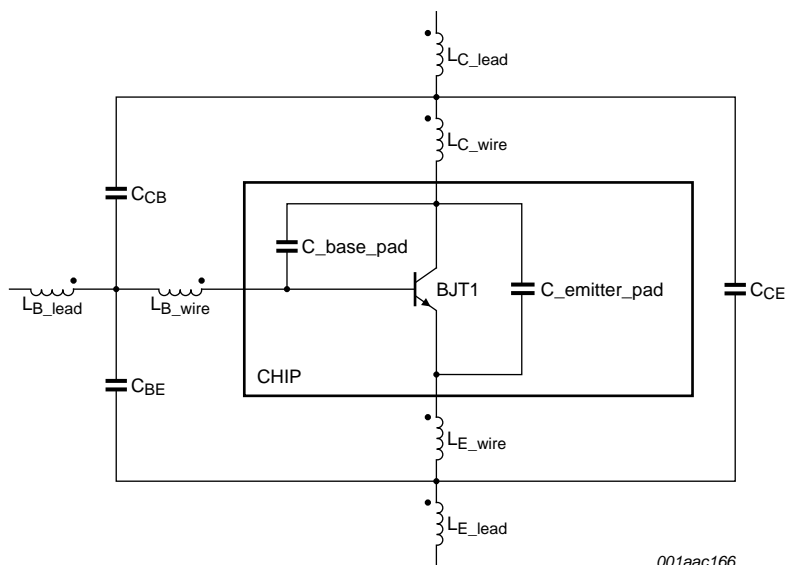 L_C_lead
L_C_wire
C_CB
C_base_pad
BJT1
C_emitter_pad
C_CE
L_B_lead
L_B_wire
C_BE
CHIP
L_E_wire
L_E_lead
001aac166